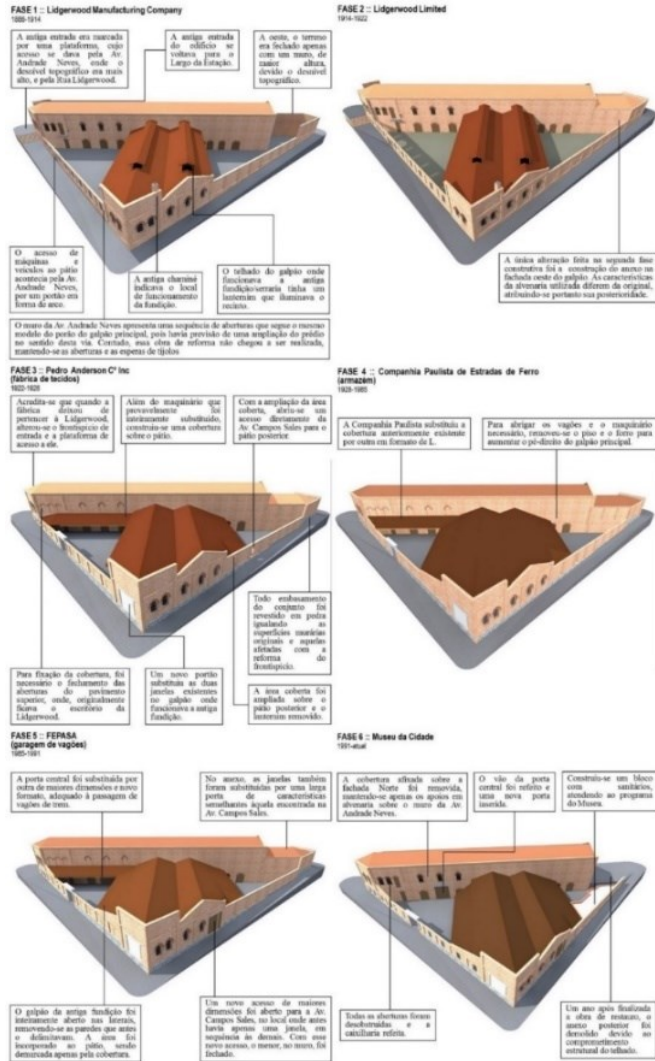 FASE 1 :: Lidgerwood Manufacturing Company
1886-1914
A antiga entrada era marcada
por uma plataforma, cujo
acesso se dava pela Av.
Andrade Neves, onde o
desnível topográfico era mais
alto, e pela Rua Lidgerwood.
A antiga entrada
do edifício se
voltava para o
Largo da Estação.
A oeste, o terreno
era fechado apenas
com um muro, de
maior altura,
devido o desnível
topográfico.
O acesso de
máquinas e
veículos ao pátio
acontecia pela Av.
Andrade Neves,
por um portão em
forma de arco.
A antiga chaminé
indicava o local
de funcionamento
da fundição.
O telhado do galpão onde
funcionava a antiga
fundição/serraria tinha um
lanternim que iluminava o
recinto.
O muro da Av. Andrade Neves apresenta uma sequência de aberturas que segue o mesmo
modelo do porão do galpão principal, pois havia previsão de uma ampliação do prédio
no sentido desta via. Contudo, essa obra de reforma não chegou a ser realizada,
mantendo-se as aberturas e as esperas de tijolos
FASE 2 :: Lidgerwood Limited
1914-1922
A única alteração feita na segunda fase
construtiva foi a construção do anexo na
fachada oeste do galpão. As características
da alvenaria utilizada diferem da original,
atribuindo-se portanto sua posterioridade.
FASE 3 :: Pedro Anderson Cº Inc
(fábrica de tecidos)
Acredita-se que quando a
fábrica deixou de
pertencer à Lidgerwood,
alterou-se o frontispício de
entrada e a plataforma de
acesso a ele.
Além do maquinário que
provavelmente foi
inteiramente substituído,
construiu-se uma cobertura
sobre o pátio.
Com a ampliação da área
coberta, abriu-se um
acesso diretamente da
Av. Campos Sales para o
pátio posterior.
Para fixação da cobertura, foi
necessário o fechamento das
aberturas do pavimento
superior, onde, originalmente
ficava o escritório da
Lidgerwood.
Um novo portão
substituiu as duas
janelas existentes
no galpão onde
funcionava a antiga
fundição.
Todo embasamento
do conjunto foi
revestido em pedra
igualando as
superfícies murárias
originais e aquelas
afetadas com a
reforma do
frontispício.
A área coberta foi
ampliada sobre o
pátio posterior e o
lanternim removido.
FASE 4 :: Companhia Paulista de Estradas de Ferro
(armazém)
A Companhia Paulista substituiu a
cobertura anteriormente existente
por outra em formato de L.
Para abrigar os vagões e o maquinário
necessário, removeu-se o piso e o forro para
aumentar o pé-direito do galpão principal.
FASE 5 :: FEPASA
(garagem de vagões)
A porta central foi substituída por
outra de maiores dimensões e novo
formato, adequado à passagem de
vagões de trem.
No anexo, as janelas também
foram substituídas por uma larga
porta de características
semelhantes àquela encontrada na
Av. Campos Sales.
O galpão da antiga fundição foi
inteiramente aberto nas laterais,
removendo-se as paredes que antes
o delimitavam. A área foi
incorporada ao pátio, sendo
demarcada apenas pela cobertura.
Um novo acesso de maiores
dimensões foi aberto para a Av.
Campos Sales, no local onde antes
havia apenas uma janela, em
sequência às demais. Com esse
novo acesso, o menor, no muro, foi
fechado.
FASE 6 :: Museu da Cidade
A cobertura afixada sobre a
fachada Norte foi removida,
mantendo-se apenas os apoios em
alvenaria sobre o muro da Av.
Andrade Neves.
O vão da porta
central foi refeito e
uma nova porta
inserida.
Construiu-se um bloco
com sanitários,
atendendo ao programa
do Museu.
Todas as aberturas foram
desobstruídas e a
caixilharia refeita.
Um ano após finalizada
a obra de restauro, o
anexo posterior foi
demolido devido ao
comprometimento
estrutural do telhado.